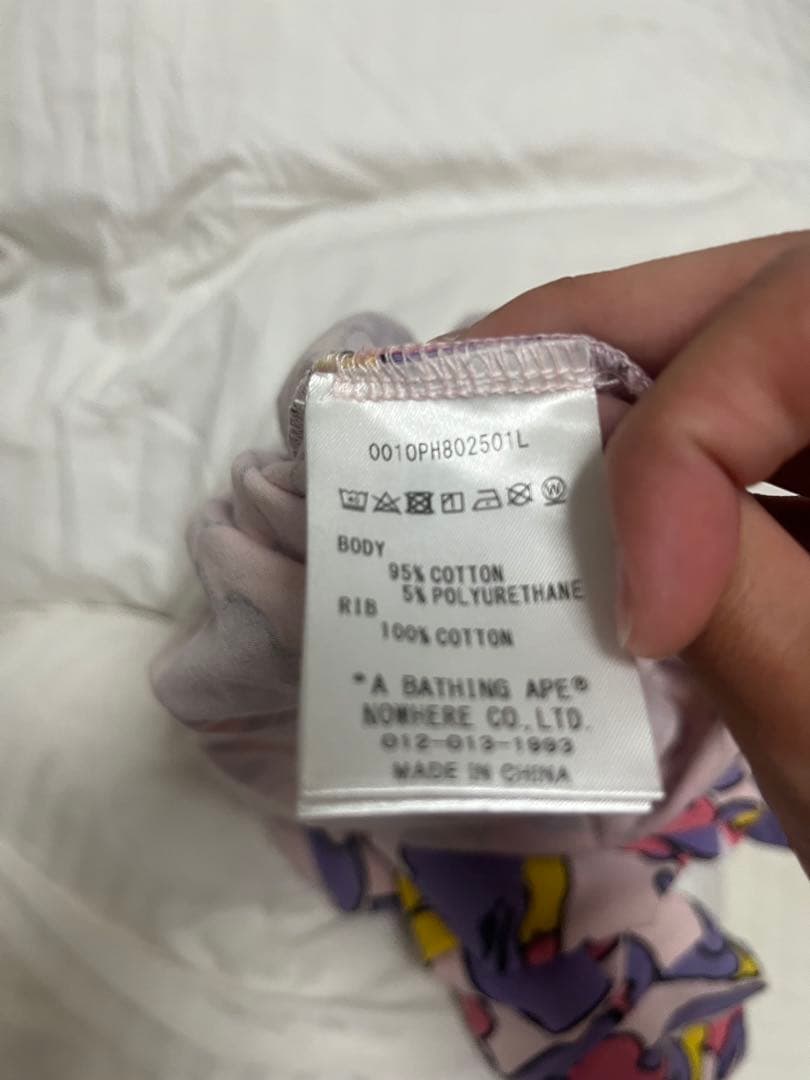 001OPH802501L
BODY
95% COTTON
5% POLYURETHANE
RIB
100% COTTON
*A BATHING APE®
NOWHERE CO.,LTD.
012-013-1993
MADE IN CHINA